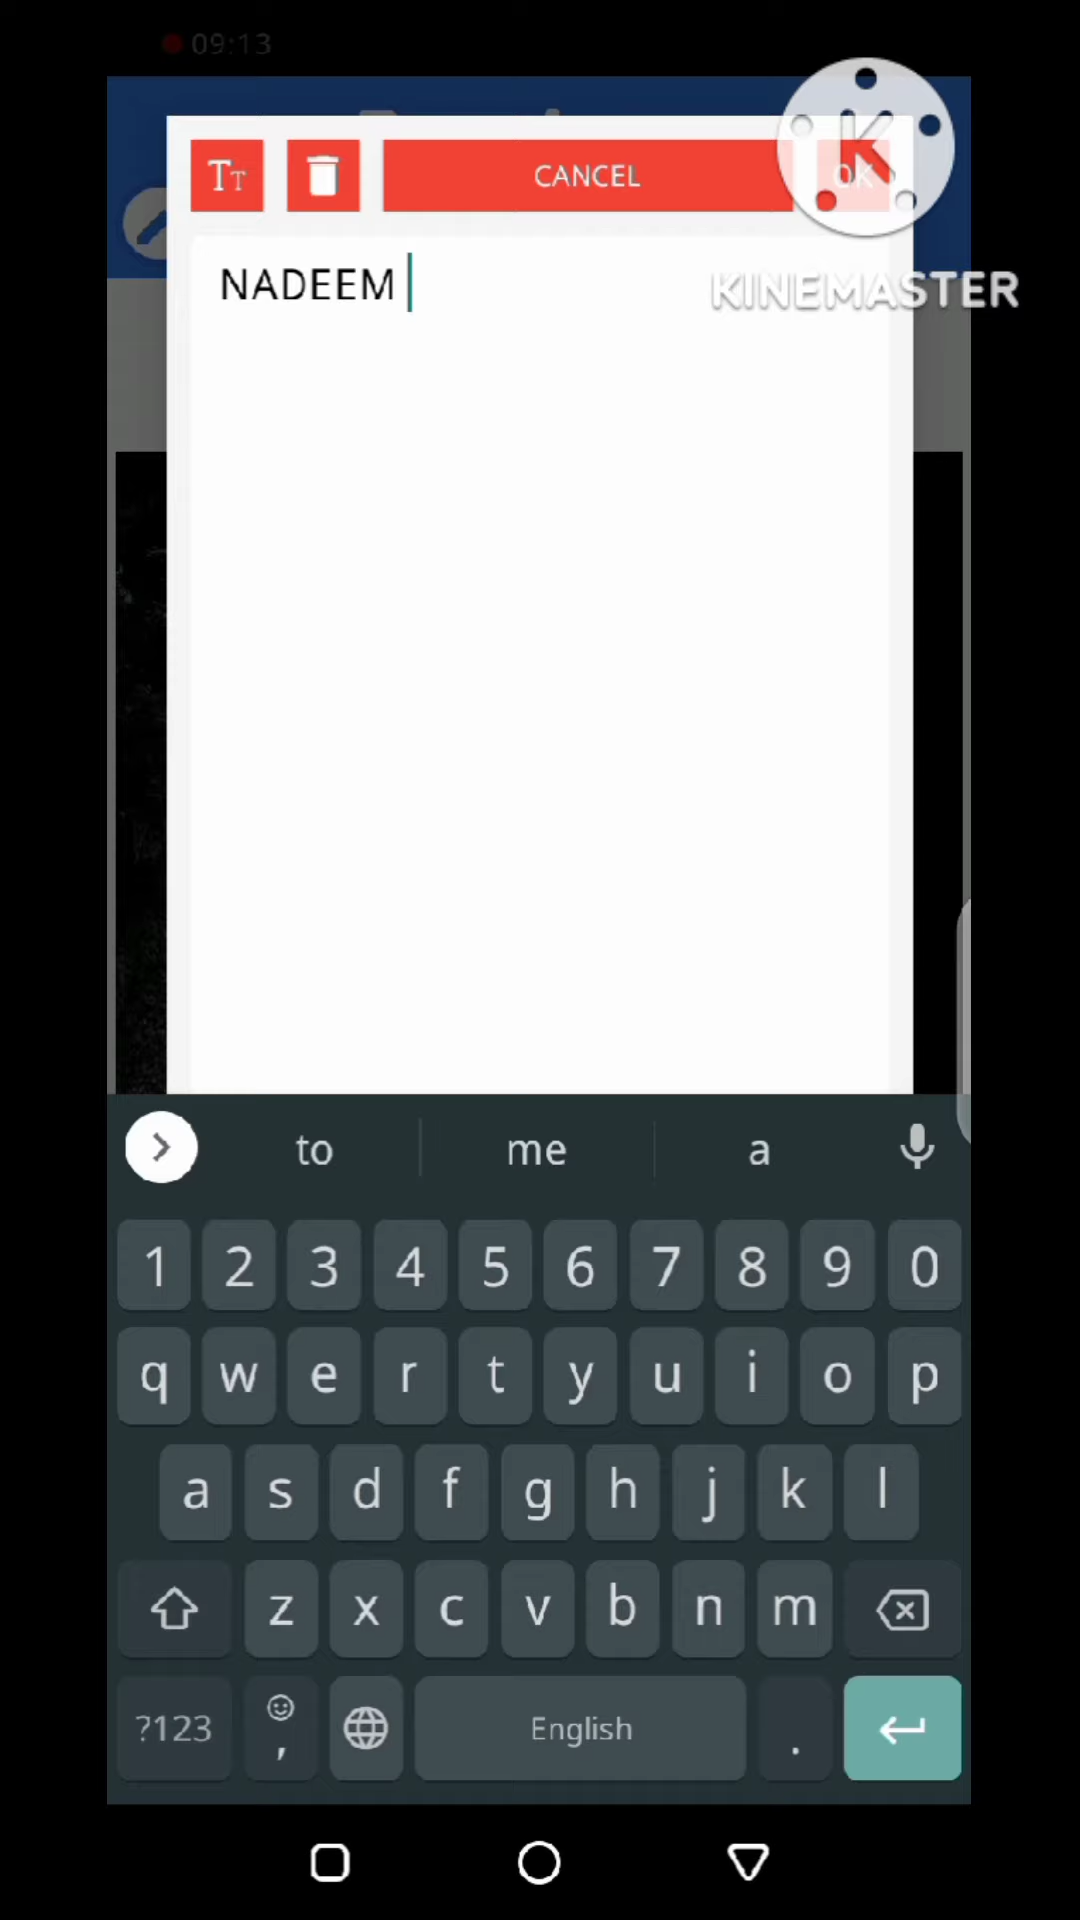 09:13
Tт CANCEL OK
NADEEM
KINEMASTER
to me a
1 2 3 4 5 6 7 8 9 0
q w e r t y u i o p
a s d f g h j k l
z x c v b n m
?123 , English .